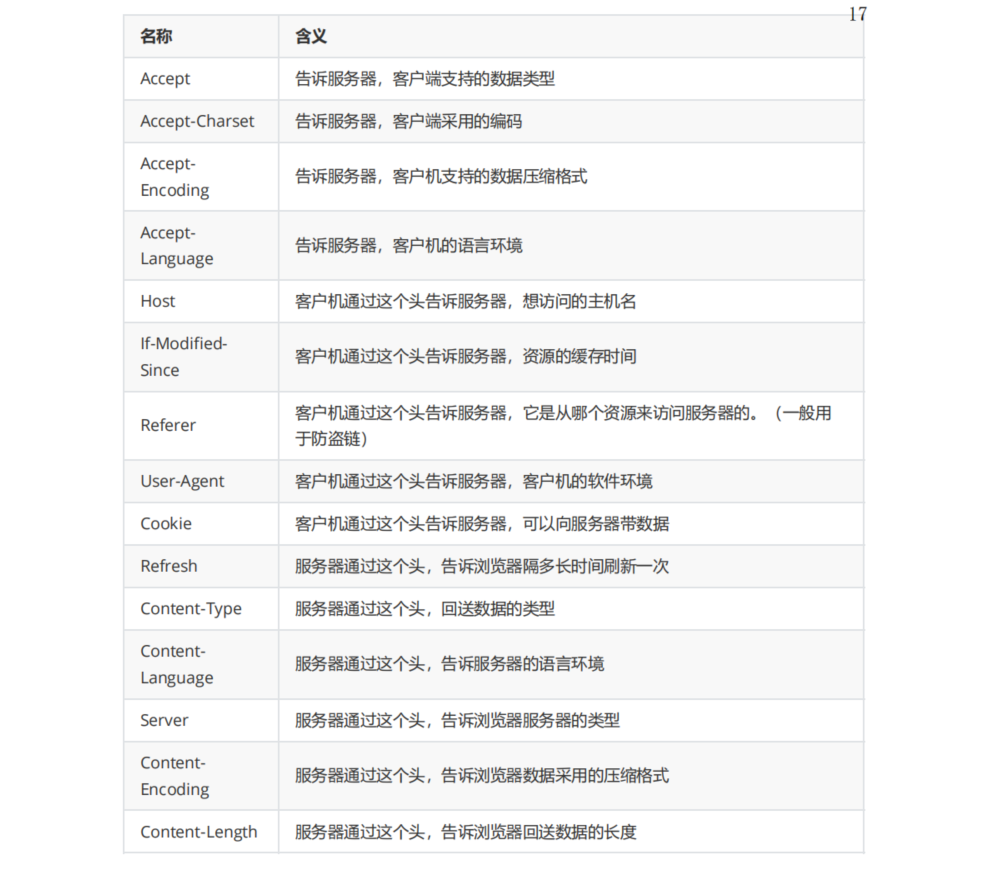 17
名称 含义
Accept 告诉服务器，客户端支持的数据类型
Accept-Charset 告诉服务器，客户端采用的编码
Accept-
Encoding
告诉服务器，客户机支持的数据压缩格式
Accept-
Language
告诉服务器，客户机的语言环境
Host 客户机通过这个头告诉服务器，想访问的主机名
If-Modified-
Since
客户机通过这个头告诉服务器，资源的缓存时间
Referer
客户机通过这个头告诉服务器，它是从哪个资源来访问服务器的。（一般用
于防盗链）
User-Agent 客户机通过这个头告诉服务器，客户机的软件环境
Cookie 客户机通过这个头告诉服务器，可以向服务器带数据
Refresh 服务器通过这个头，告诉浏览器隔多长时间刷新一次
Content-Type 服务器通过这个头，回送数据的类型
Content-
Language
服务器通过这个头，告诉服务器的语言环境
Server 服务器通过这个头，告诉浏览器服务器的类型
Content-
Encoding
服务器通过这个头，告诉浏览器数据采用的压缩格式
Content-Length 服务器通过这个头，告诉浏览器回送数据的长度